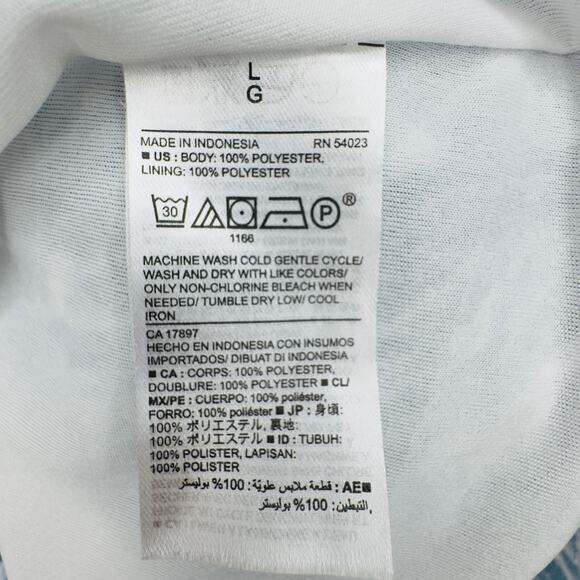 L
G
MADE IN INDONESIA RN 54023
■ US : BODY: 100% POLYESTER,
LINING: 100% POLYESTER
30 P ®
1166
MACHINE WASH COLD GENTLE CYCLE/
WASH AND DRY WITH LIKE COLORS/
ONLY NON-CHLORINE BLEACH WHEN
NEEDED/ TUMBLE DRY LOW/ COOL
IRON
CA 17897
HECHO EN INDONESIA CON INSUMOS
IMPORTADOS/ DIBUAT DI INDONESIA
■ CA : CORPS: 100% POLYESTER,
DOUBLURE: 100% POLYESTER ■ CL/
MX/PE : CUERPO: 100% poliéster,
FORRO: 100% poliéster ■ JP : 身頃:
100% ポリエステル, 裏地:
100% ポリエステル ■ ID : TUBUH:
100% POLISTER, LAPISAN:
100% POLISTER
■ AE : قطعة ملابس علويّة: 100% بوليستر
التبطين: 100% بوليستر